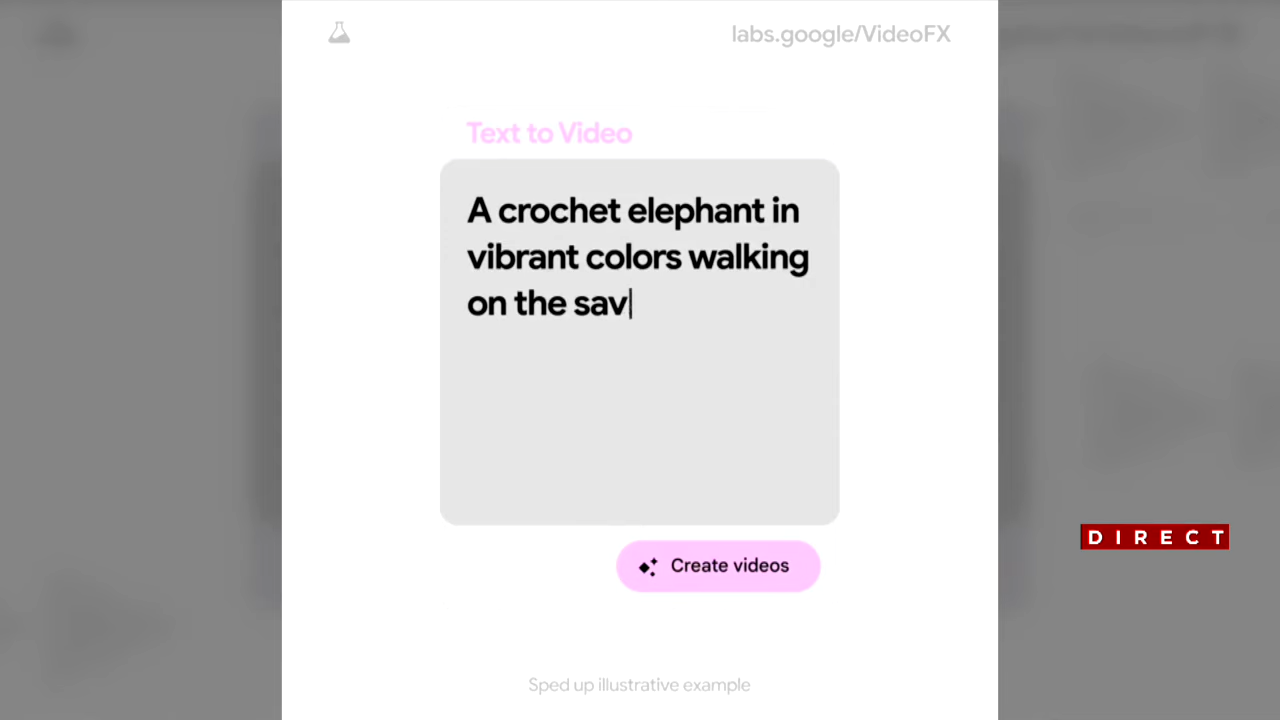 labs.google/VideoFX
Text to Video
A crochet elephant in
vibrant colors walking
on the sav
Create videos
DIRECT
Sped up illustrative example